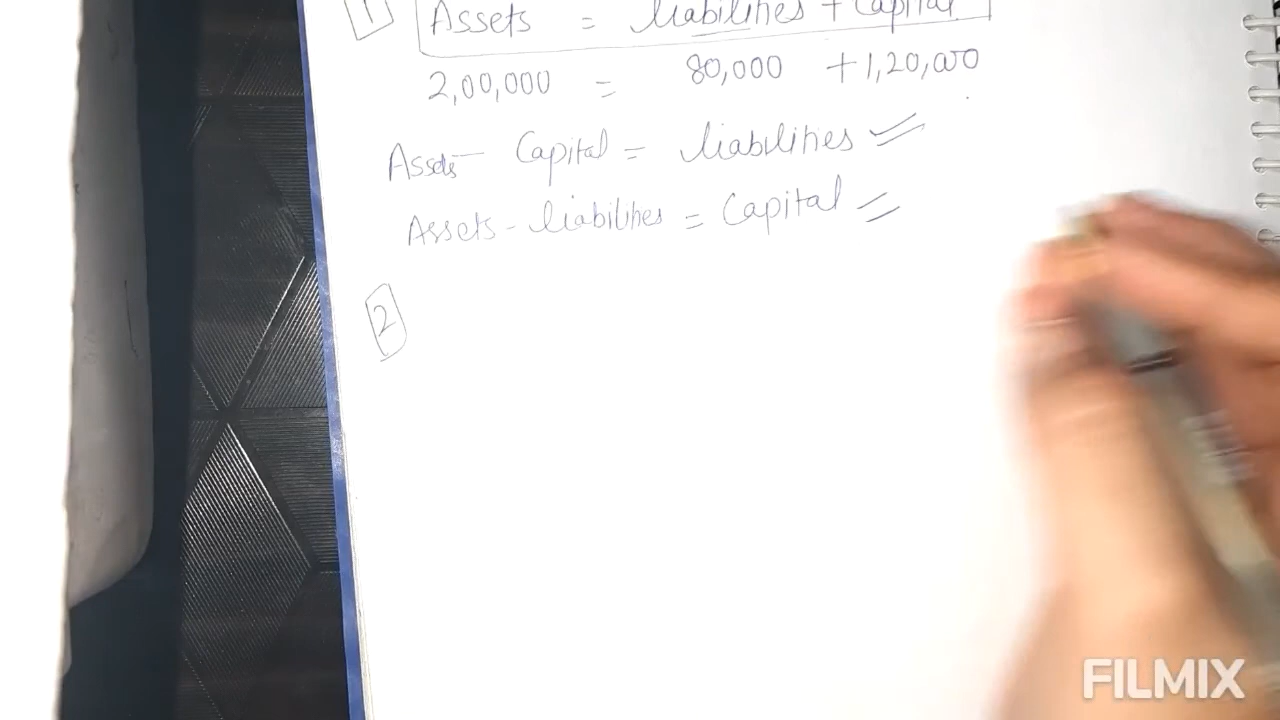 1 Assets = liabilities + Capital
2,00,000 = 80,000 + 1,20,000
Assets - Capital = liabilities
Assets - liabilities = Capital
2
FILMIX